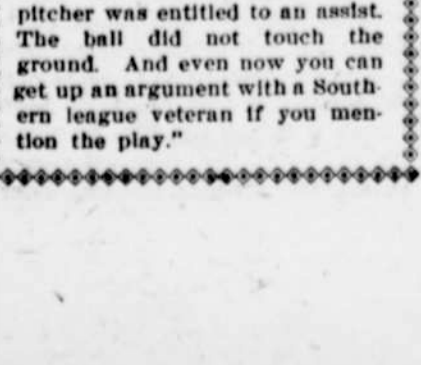 pitcher was entitled to an assist.
The ball did not touch the
ground. And even now you can
get up an argument with a South-
ern league veteran if you men-
tion the play."